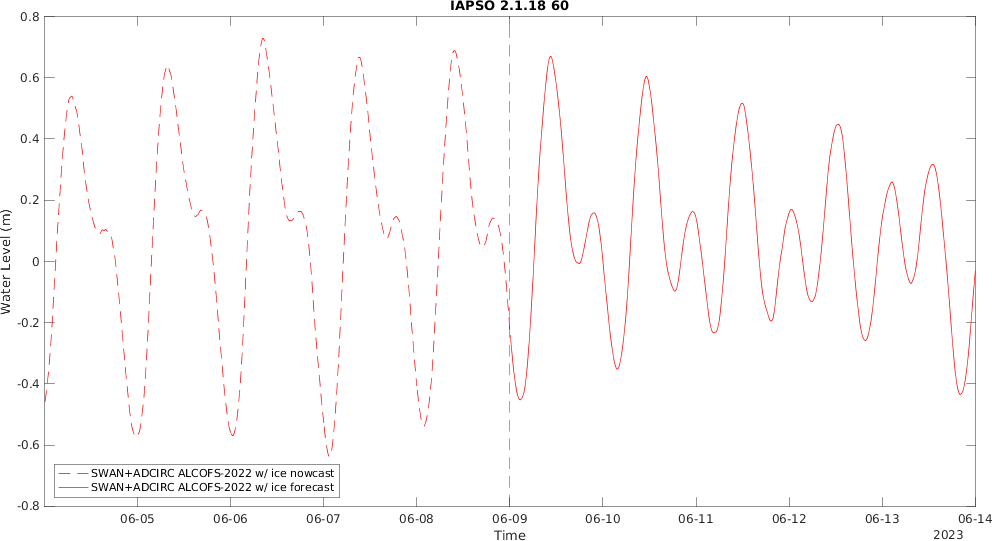 IAPSO 2.1.18 60
0.8
0.6
0.4
0.2
0
-0.2
-0.4
-0.6
-0.8
Water Level (m)
SWAN+ADCIRC ALCOFS-2022 w/ ice nowcast
SWAN+ADCIRC ALCOFS-2022 w/ ice forecast
06-05 06-06 06-07 06-08 06-09 06-10 06-11 06-12 06-13 06-14
Time
2023